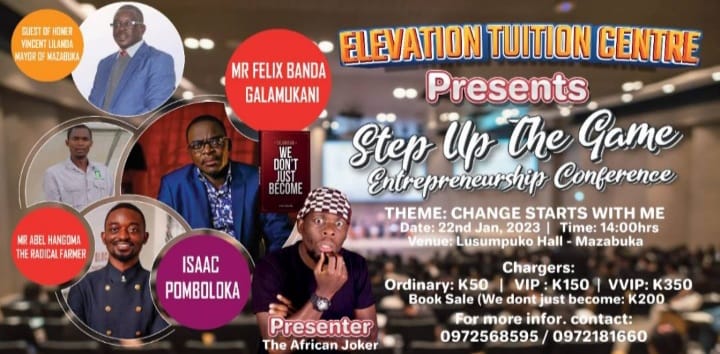 GUEST OF HONER
VINCENT LILANDA
MAYOR OF MAZABUKA
MR FELIX BANDA
GALAMUKANI
WE
DON'T
JUST
BECOME
MR ABEL HANGOMA
THE RADICAL FARMER
ISAAC
POMBOLOKA
Presenter
The African Joker
ELEVATION TUITION CENTRE
Presents
Step Up The Game
Entrepreneurship Conference
THEME: CHANGE STARTS WITH ME
Date: 22nd Jan, 2023 | Time: 14:00hrs
Venue: Lusumpuko Hall - Mazabuka
Chargers:
Ordinary: K50 | VIP : K150 | VVIP: K350
Book Sale (We dont just become: K200
For more infor. contact:
0972568595 / 0972181660